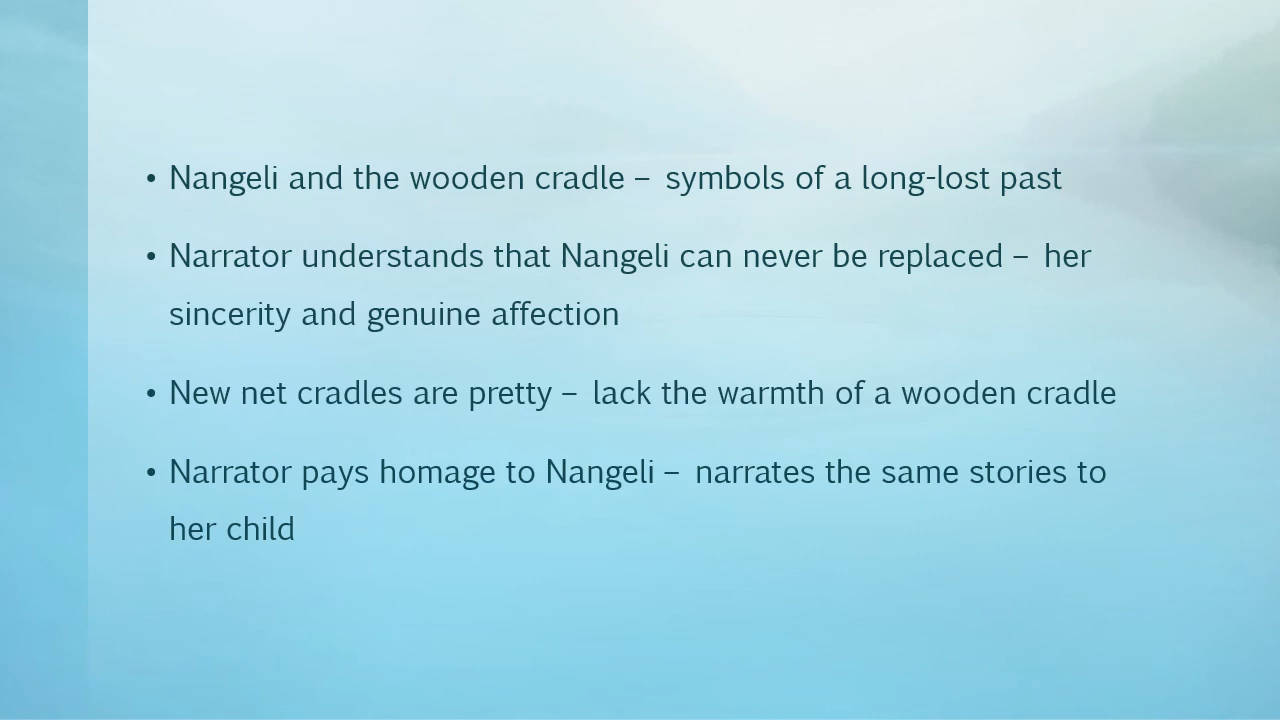 • Nangeli and the wooden cradle – symbols of a long-lost past
• Narrator understands that Nangeli can never be replaced – her
sincerity and genuine affection
• New net cradles are pretty – lack the warmth of a wooden cradle
• Narrator pays homage to Nangeli – narrates the same stories to
her child